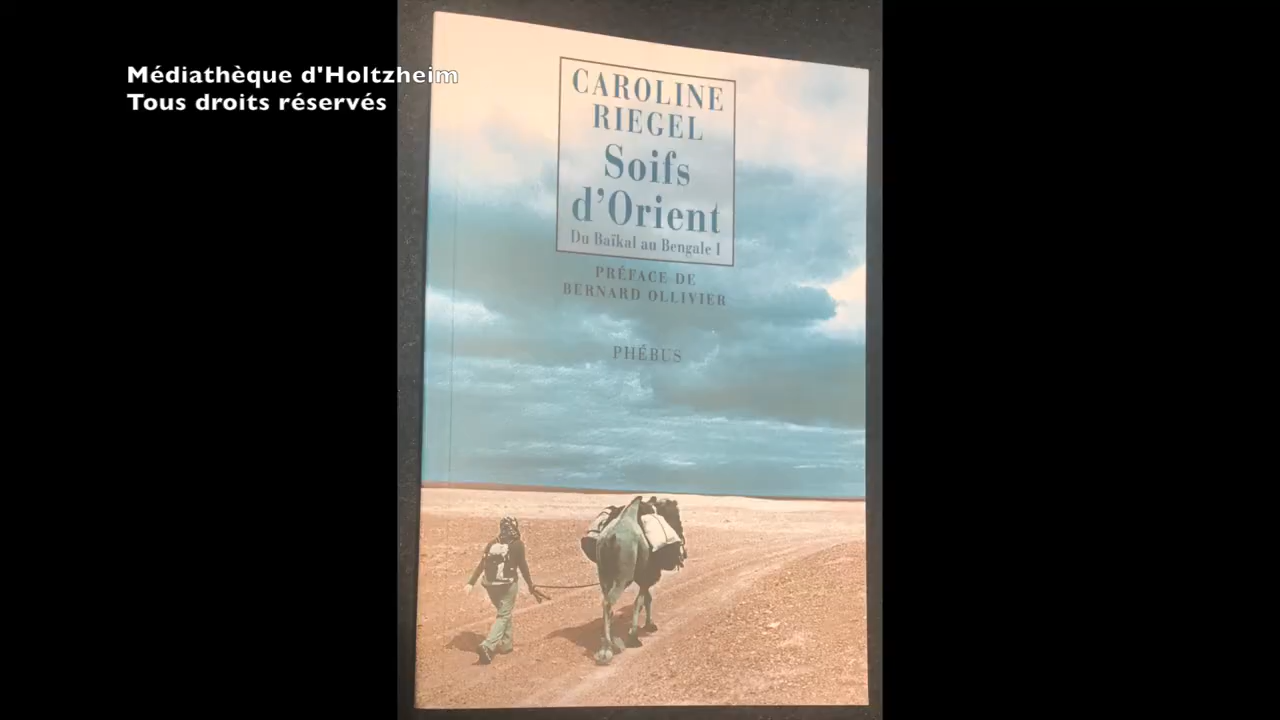 Médiathèque d'Holtzheim
Tous droits réservés
CAROLINE
RIEGEL
Soifs
d'Orient
Du Baïkal au Bengale I
PRÉFACE DE
BERNARD OLLIVIER
PHÉBUS